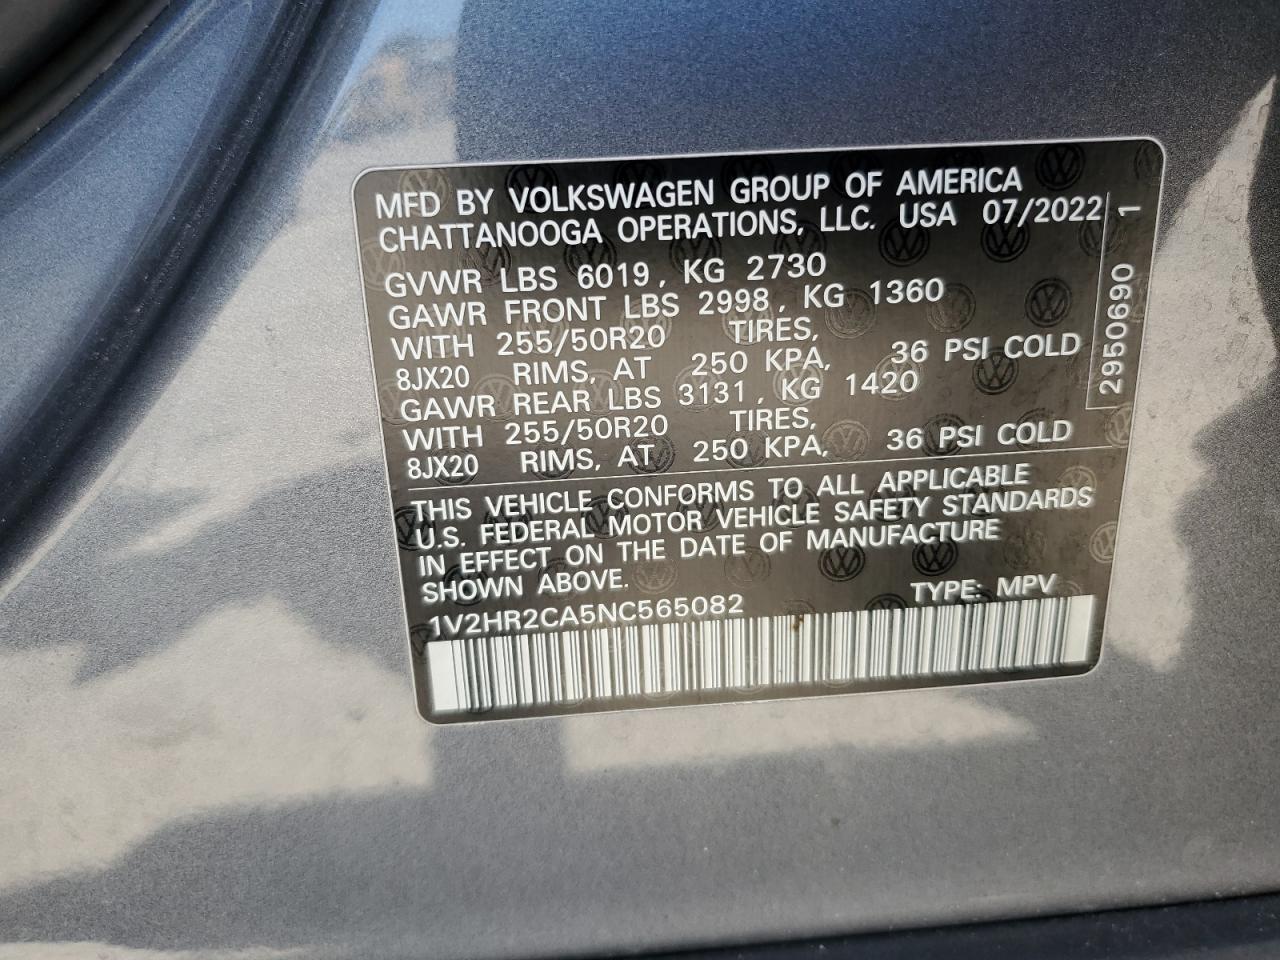 MFD BY VOLKSWAGEN GROUP OF AMERICA
CHATTANOOGA OPERATIONS, LLC. USA 07/2022
GVWR LBS 6019, KG 2730
GAWR FRONT LBS 2998, KG 1360
WITH 255/50R20 TIRES,
8JX20 RIMS, AT 250 KPA, 36 PSI COLD
GAWR REAR LBS 3131, KG 1420
WITH 255/50R20 TIRES,
8JX20 RIMS, AT 250 KPA, 36 PSI COLD
THIS VEHICLE CONFORMS TO ALL APPLICABLE
U.S. FEDERAL MOTOR VEHICLE SAFETY STANDARDS
IN EFFECT ON THE DATE OF MANUFACTURE
SHOWN ABOVE.
TYPE: MPV
1V2HR2CA5NC565082
2950690 1